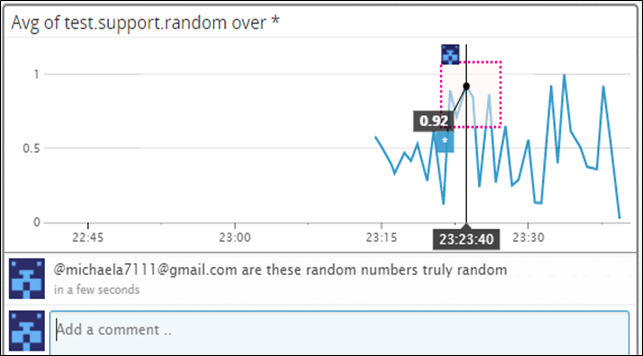 Avg of test.support.random over *
1
0.92
*
0.5
0
22:45 23:00 23:15 23:23:40 23:30
@michaela7111@gmail.com are these random numbers truly random
in a few seconds
Add a comment ..